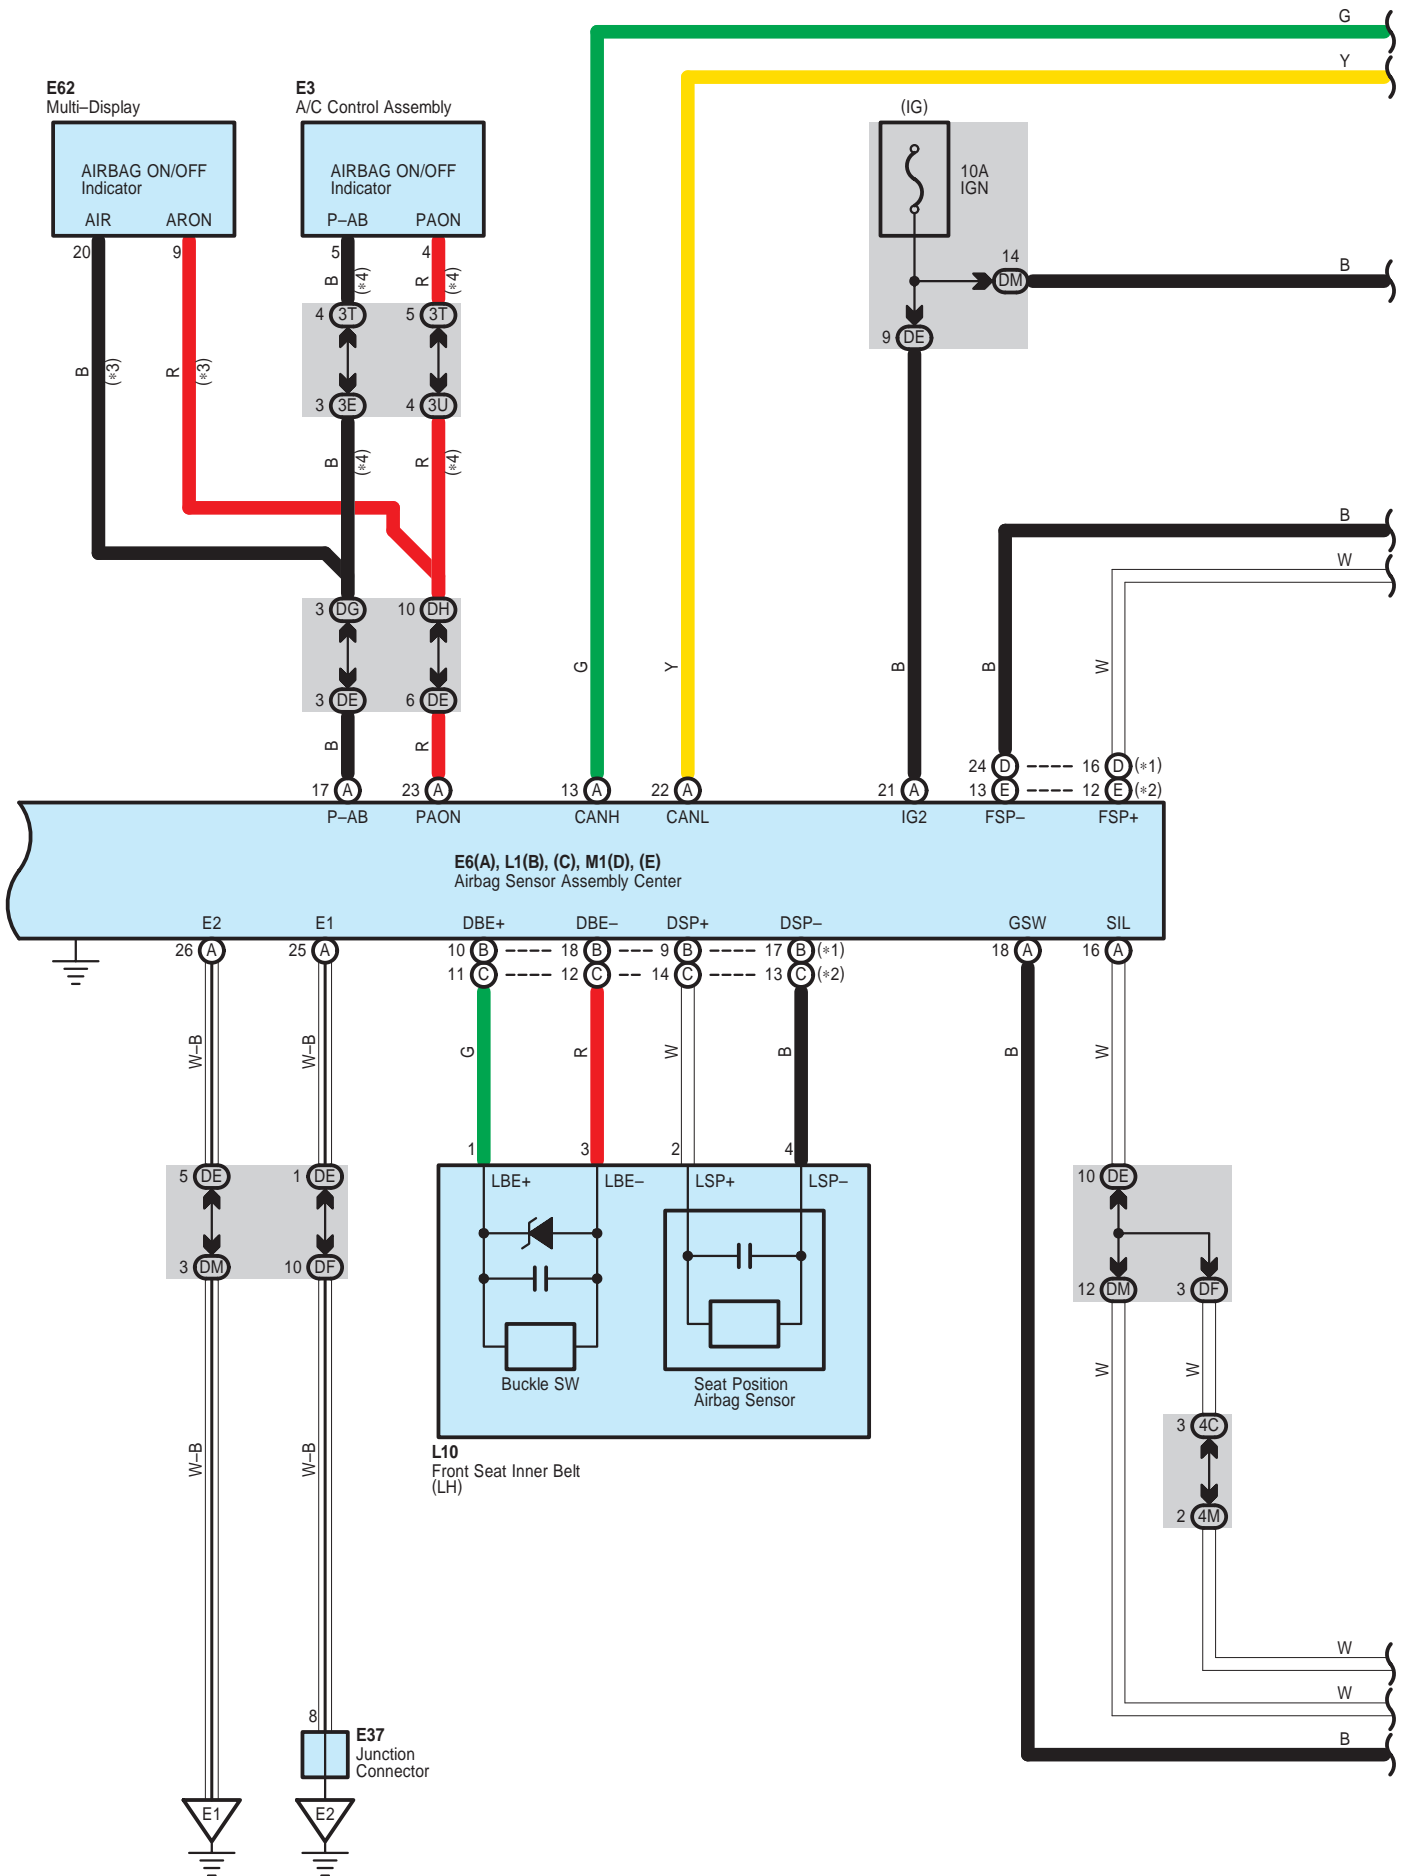 G
Y
E62
Multi–Display
E3
A/C Control Assembly
(IG)
AIRBAG ON/OFF
Indicator
AIRBAG ON/OFF
Indicator
10A
IGN
AIR ARON
P–AB PAON
20 9 5 4
B (*4) R (*4)
14
DM
B
4 3T 5 3T
9 DE
B (*3) R (*3)
3 3E 4 3U
B (*4) R (*4)
B
W
3 DG 10 DH
G Y B B W
3 DE 6 DE
B R
24 D 16 D (*1)
17 A 23 A 13 A 22 A 21 A 13 E 12 E (*2)
P–AB PAON CANH CANL IG2 FSP– FSP+
E6(A), L1(B), (C), M1(D), (E)
Airbag Sensor Assembly Center
E2 E1 DBE+ DBE– DSP+ DSP– GSW SIL
26 A 25 A 10 B 18 B 9 B 17 B (*1) 18 A 16 A
11 C 12 C 14 C 13 C (*2)
W–B W–B G R W B B W
1 3 2 4
5 DE 1 DE 10 DE
LBE+ LBE– LSP+ LSP–
3 DM 10 DF
12 DM 3 DF
W W
Buckle SW
Seat Position
Airbag Sensor
3 4C
L10
Front Seat Inner Belt
(LH)
W–B W–B
2 4M
W
W
8
E37
Junction
Connector
B
E1 E2